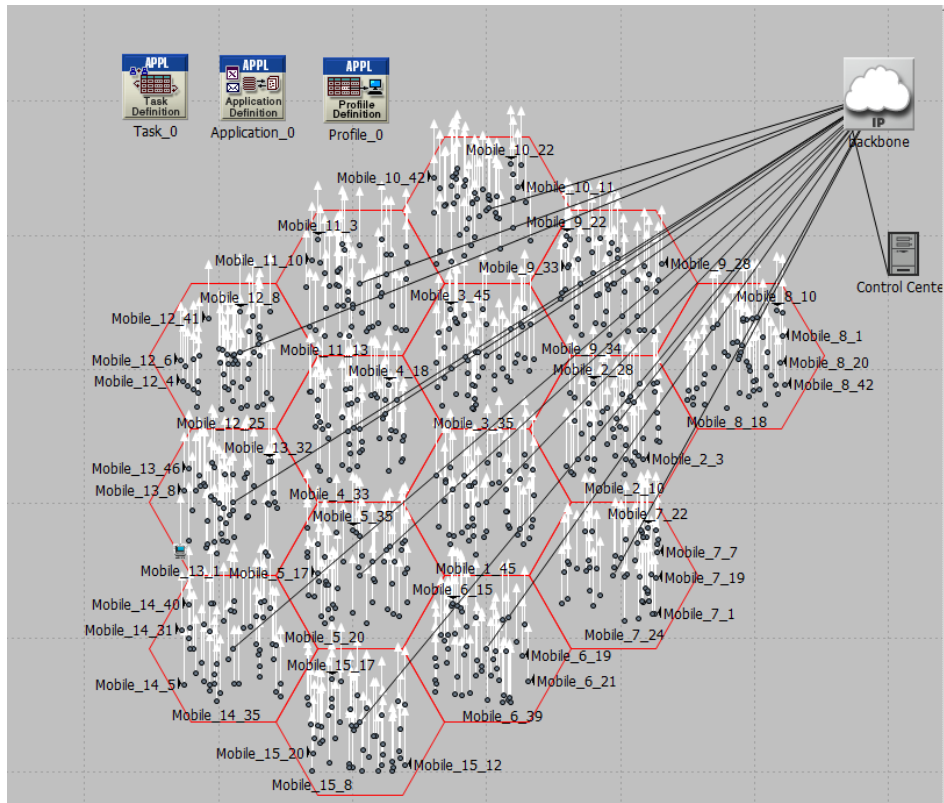 APPL
Task
Definition
Task_0
APPL
Application
Definition
Application_0
APPL
Profile
Definition
Profile_0
IP
backbone
Control Cente
Mobile_10_22
Mobile_10_42
Mobile_10_11
Mobile_11_3
Mobile_9_22
Mobile_11_10
Mobile_9_33
Mobile_9_28
Mobile_12_8
Mobile_3_45
Mobile_8_10
Mobile_12_41
Mobile_8_1
Mobile_12_6
Mobile_11_13
Mobile_9_34
Mobile_8_20
Mobile_12_4
Mobile_4_18
Mobile_2_28
Mobile_8_42
Mobile_12_25
Mobile_3_35
Mobile_8_18
Mobile_13_32
Mobile_13_46
Mobile_2_3
Mobile_13_8
Mobile_4_33
Mobile_2_10
Mobile_5_35
Mobile_7_22
Mobile_7_7
Mobile_13_1
Mobile_5_17
Mobile_1_45
Mobile_7_19
Mobile_6_15
Mobile_14_40
Mobile_7_1
Mobile_14_31
Mobile_5_20
Mobile_7_24
Mobile_15_17
Mobile_6_19
Mobile_14_5
Mobile_6_21
Mobile_14_35
Mobile_6_39
Mobile_15_20
Mobile_15_12
Mobile_15_8